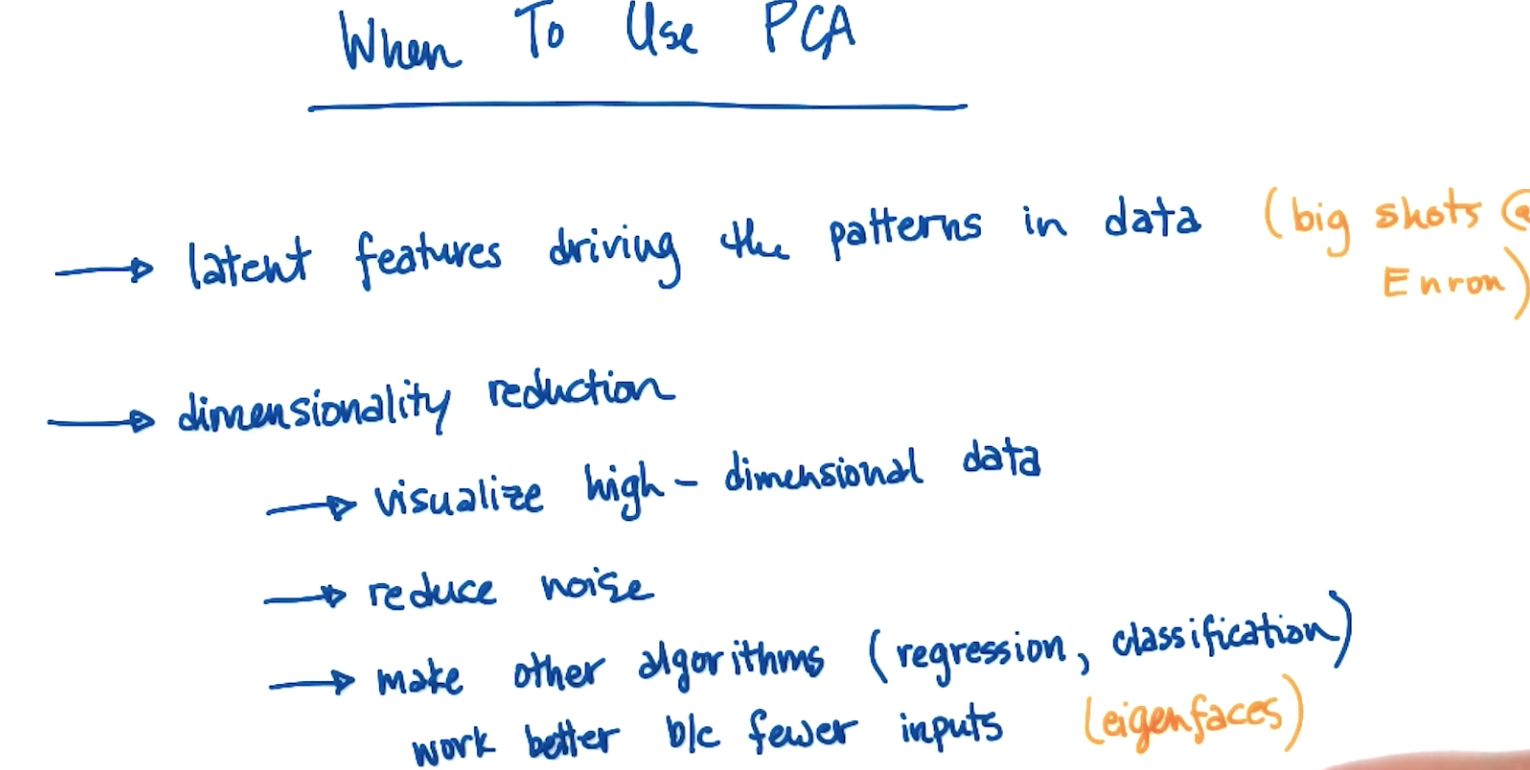 When To Use PCA
→ latent features driving the patterns in data (big shots @
Enron)
→ dimensionality reduction
→ visualize high-dimensional data
→ reduce noise
→ make other algorithms (regression, classification)
work better b/c fewer inputs (eigenfaces)